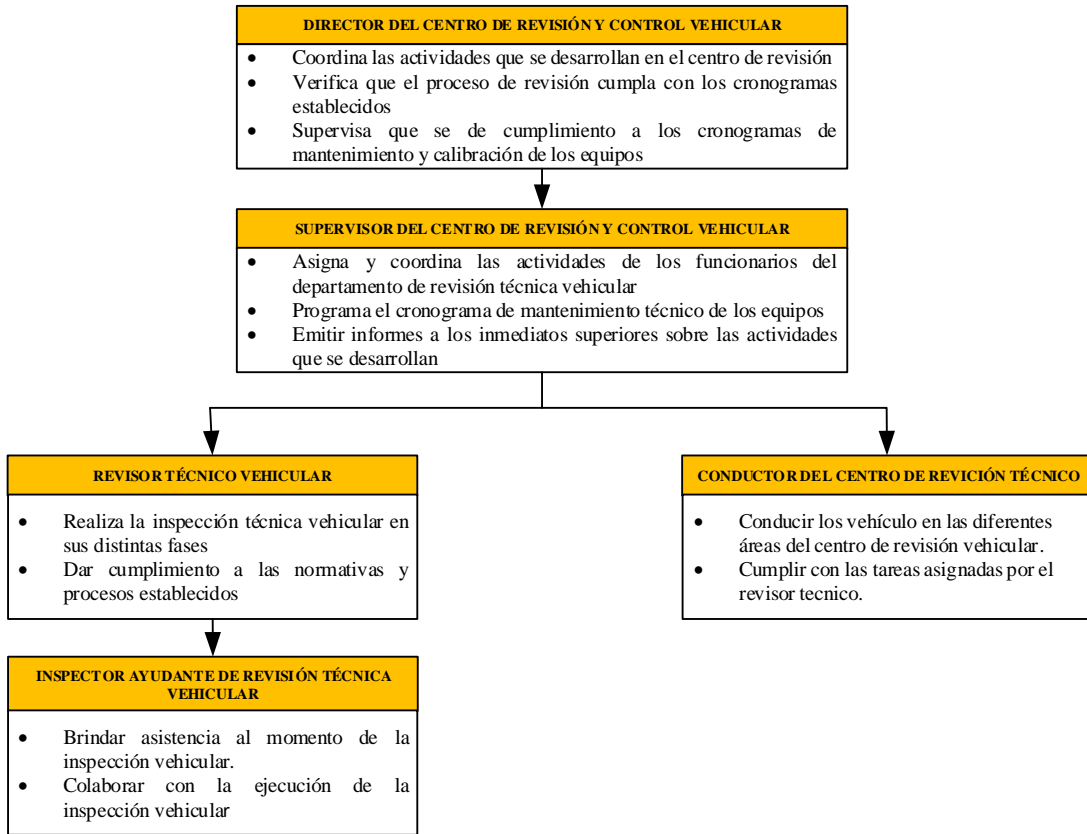 DIRECTOR DEL CENTRO DE REVISIÓN Y CONTROL VEHICULAR
• Coordina las actividades que se desarrollan en el centro de revisión
• Verifica que el proceso de revisión cumpla con los cronogramas
establecidos
• Supervisa que se de cumplimiento a los cronogramas de
mantenimiento y calibración de los equipos
SUPERVISOR DEL CENTRO DE REVISIÓN Y CONTROL VEHICULAR
• Asigna y coordina las actividades de los funcionarios del
departamento de revisión técnica vehicular
• Programa el cronograma de mantenimiento técnico de los equipos
• Emitir informes a los inmediatos superiores sobre las actividades
que se desarrollan
REVISOR TÉCNICO VEHICULAR
• Realiza la inspección técnica vehicular en
sus distintas fases
• Dar cumplimiento a las normativas y
procesos establecidos
CONDUCTOR DEL CENTRO DE REVICIÓN TÉCNICO
• Conducir los vehículo en las diferentes
áreas del centro de revisión vehicular.
• Cumplir con las tareas asignadas por el
revisor tecnico.
INSPECTOR AYUDANTE DE REVISIÓN TÉCNICA
VEHICULAR
• Brindar asistencia al momento de la
inspección vehicular.
• Colaborar con la ejecución de la
inspección vehicular